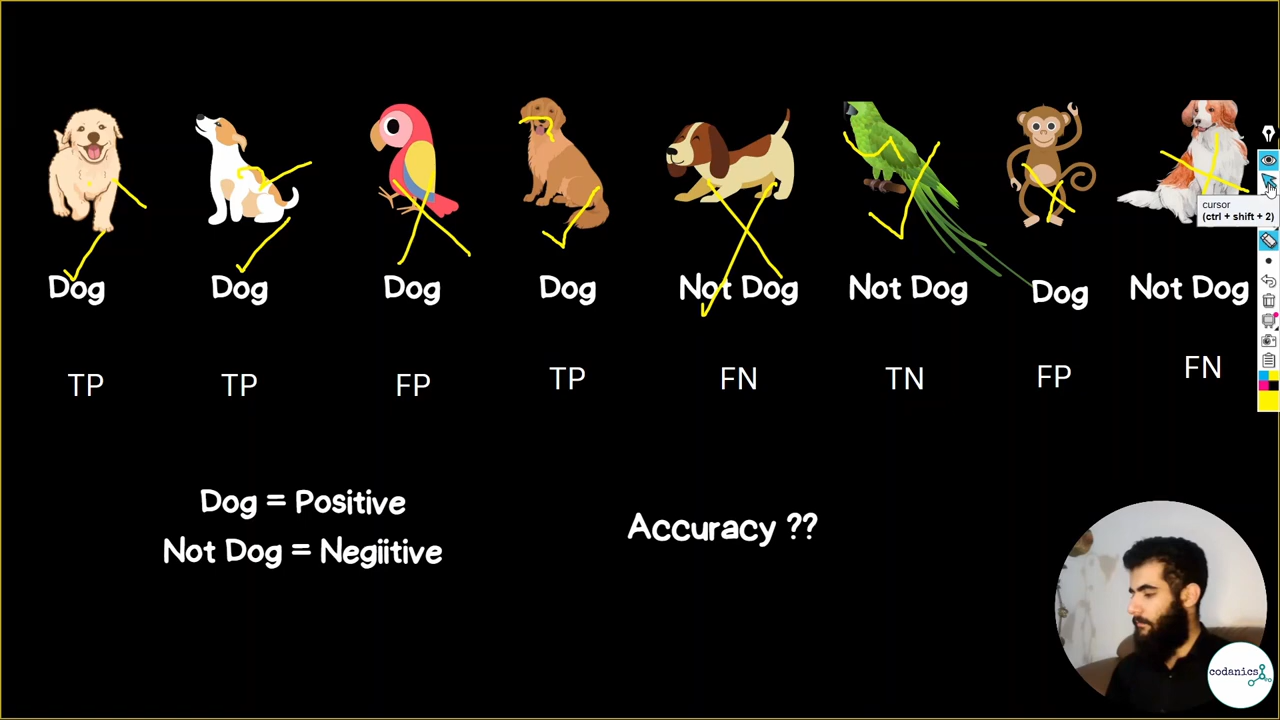 Dog Dog Dog Dog Not Dog Not Dog Dog Not Dog
TP TP FP TP FN TN FP FN
Dog = Positive
Not Dog = Negiitive
Accuracy ??
cursor
(ctrl + shift + 2)
codanics